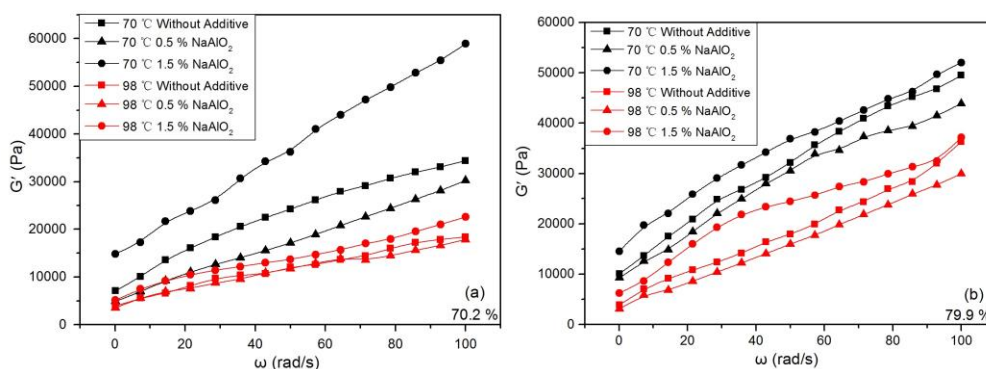 70 ℃ Without Additive
70 ℃ 0.5 % NaAlO₂
70 ℃ 1.5 % NaAlO₂
98 ℃ Without Additive
98 ℃ 0.5 % NaAlO₂
98 ℃ 1.5 % NaAlO₂
60000
50000
40000
30000
20000
10000
0
G′ (Pa)
0 20 40 60 80 100
ω (rad/s)
(a)
70.2 %
70 ℃ Without Additive
70 ℃ 0.5 % NaAlO₂
70 ℃ 1.5 % NaAlO₂
98 ℃ Without Additive
98 ℃ 0.5 % NaAlO₂
98 ℃ 1.5 % NaAlO₂
60000
50000
40000
30000
20000
10000
0
G′ (Pa)
0 20 40 60 80 100
ω (rad/s)
(b)
79.9 %